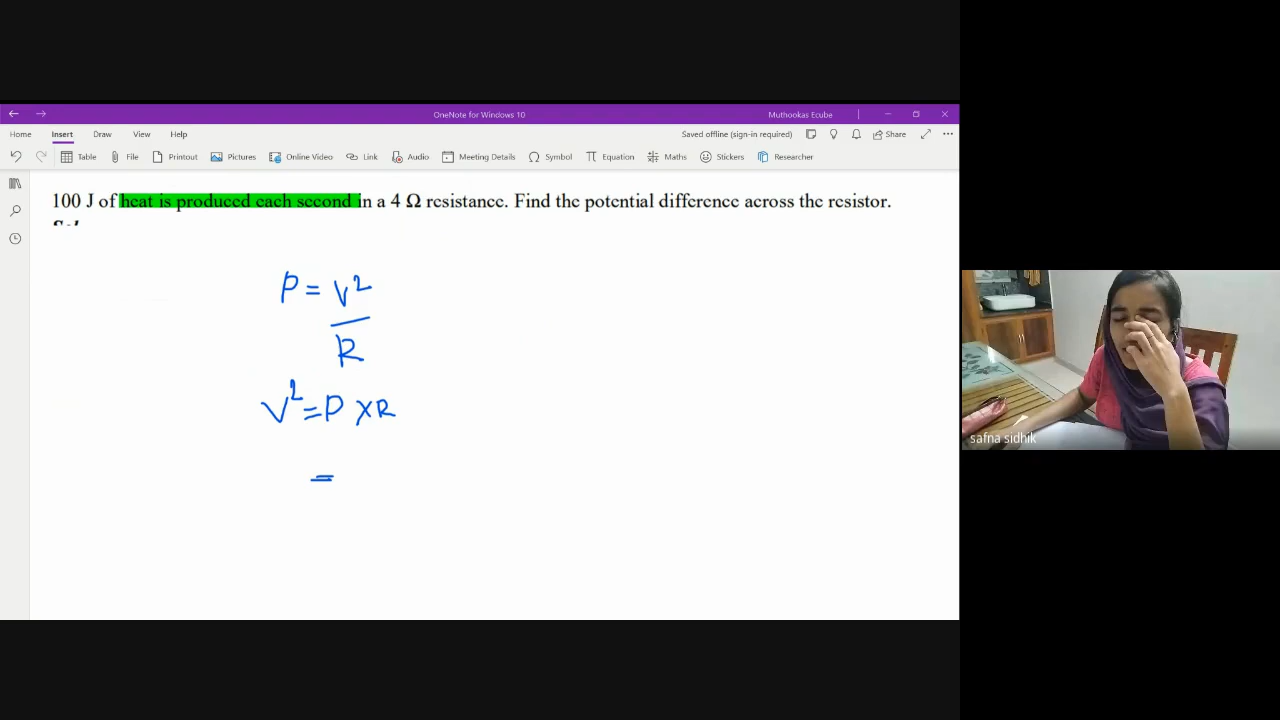 OneNote for Windows 10
Muthookas Ecube
Home Insert Draw View Help
Saved offline (sign-in required) Share
Table File Printout Pictures Online Video Link Audio Meeting Details Symbol Equation Maths Stickers Researcher
100 J of heat is produced each second in a 4 Ω resistance. Find the potential difference across the resistor.
P = V²
R
V² = P × R
=
safna sidhik